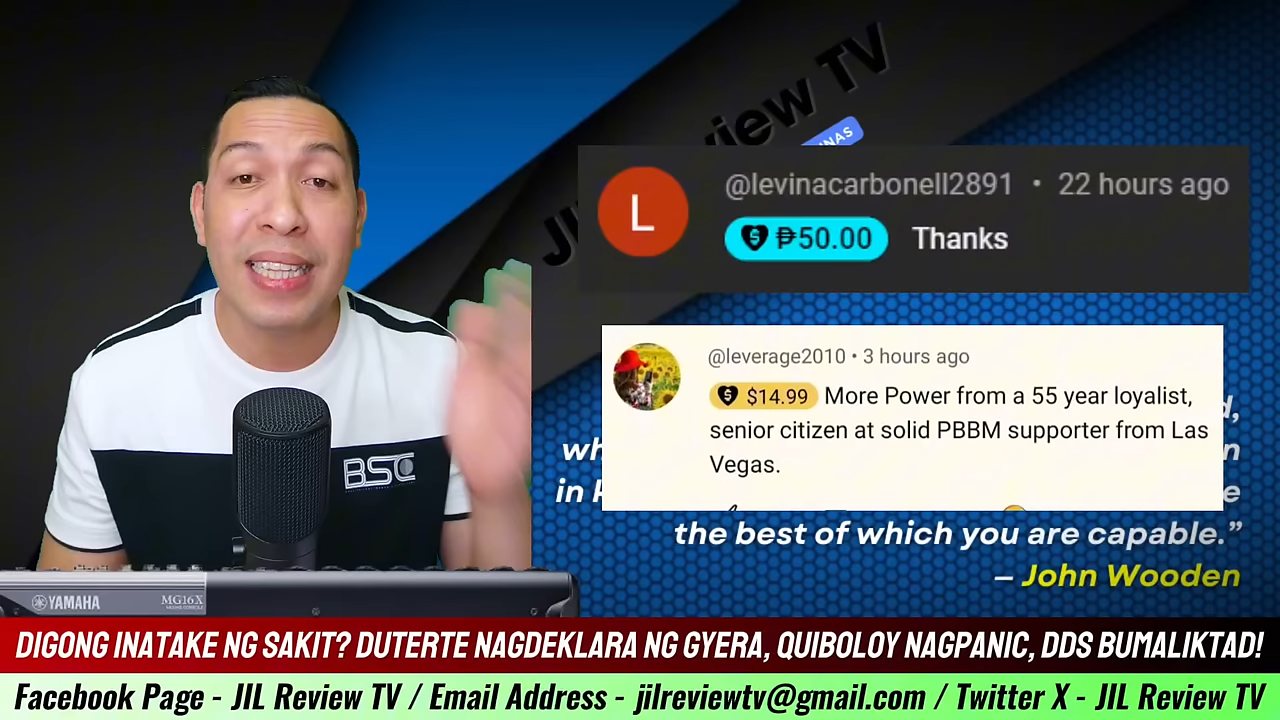 view TV
INAS
JI
L
@levinacarbonell2891 • 22 hours ago
₱50.00 Thanks
@leverage2010 • 3 hours ago
$14.99 More Power from a 55 year loyalist,
senior citizen at solid PBBM supporter from Las
Vegas.
the best of which you are capable.”
– John Wooden
BSC
YAMAHA
MG16X
DIGONG INATAKE NG SAKIT? DUTERTE NAGDEKLARA NG GYERA, QUIBOLOY NAGPANIC, DDS BUMALIKTAD!
Facebook Page - JIL Review TV / Email Address - jilreviewtv@gmail.com / Twitter X - JIL Review TV